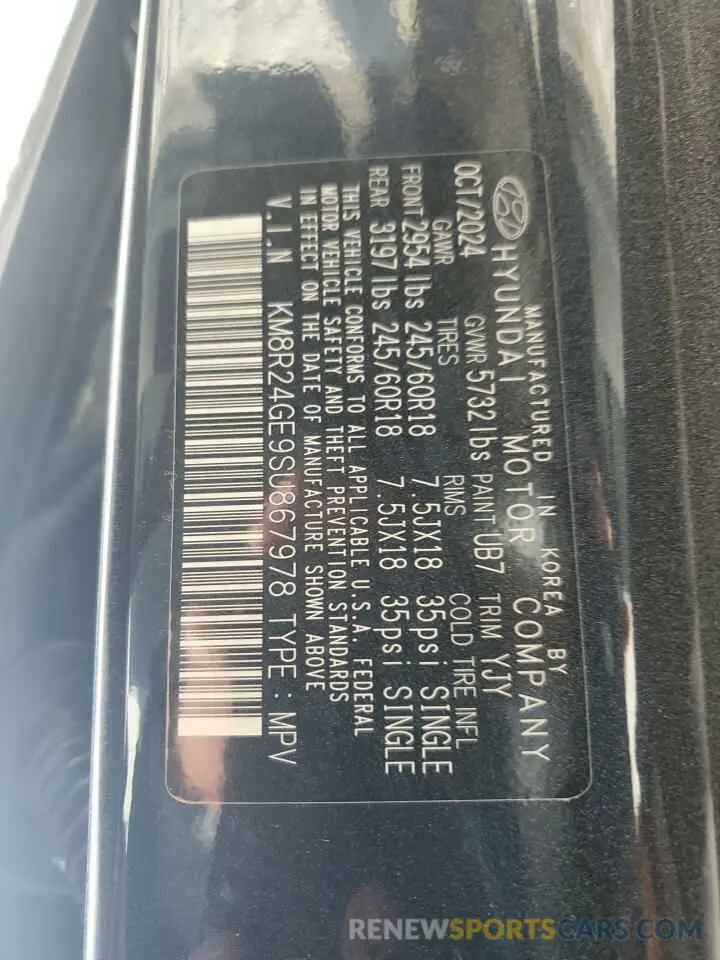 MANUFACTURED IN KOREA BY
HYUNDAI MOTOR COMPANY
OCT/2024 GVWR 5732 lbs PAINT UB7 TRIM YJY
GAWR TIRES RIMS COLD TIRE INFL
FRONT 2954 lbs 245/60R18 7.5JX18 35psi SINGLE
REAR 3197 lbs 245/60R18 7.5JX18 35psi SINGLE
THIS VEHICLE CONFORMS TO ALL APPLICABLE U.S.A. FEDERAL
MOTOR VEHICLE SAFETY AND THEFT PREVENTION STANDARDS
IN EFFECT ON THE DATE OF MANUFACTURE SHOWN ABOVE
V.I.N KM8R24GE9SU867978 TYPE : MPV
RENEWSPORTSCARS.COM